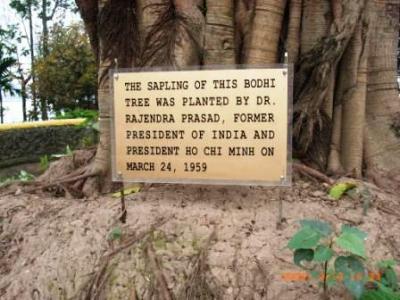 THE SAPLING OF THIS BODHI
TREE WAS PLANTED BY DR.
RAJENDRA PRASAD, FORMER
PRESIDENT OF INDIA AND
PRESIDENT HO CHI MINH ON
MARCH 24, 1959